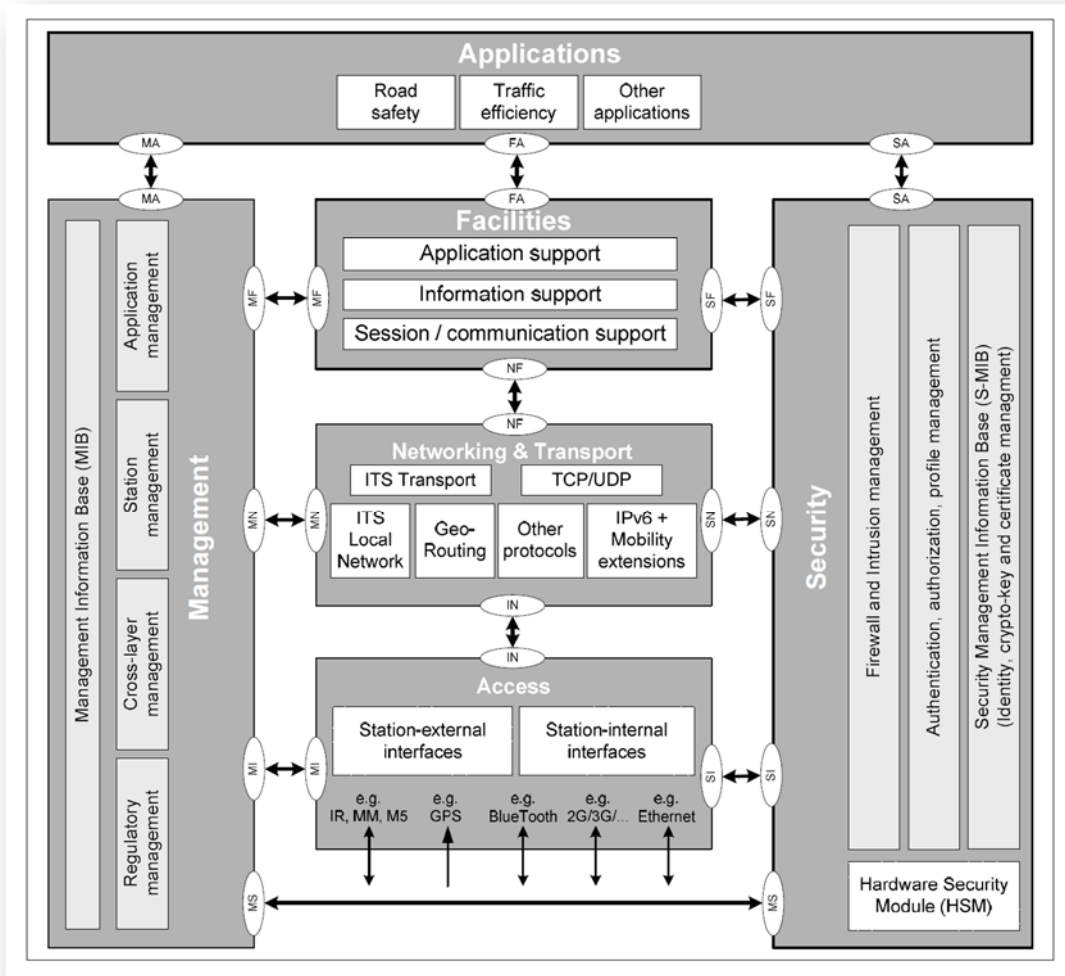 Applications
Road
safety
Traffic
efficiency
Other
applications
MA
FA
SA
MA
FA
SA
Management
Management Information Base (MIB)
Application
management
Station
management
Cross-layer
management
Regulatory
management
MF
MF
MN
MN
MI
MI
MS
Facilities
Application support
Information support
Session / communication support
NF
NF
Networking & Transport
ITS Transport
TCP/UDP
ITS
Local
Network
Geo-
Routing
Other
protocols
IPv6 +
Mobility
extensions
IN
IN
Access
Station-external
interfaces
Station-internal
interfaces
e.g.
IR, MM, M5
e.g.
GPS
e.g.
BlueTooth
e.g.
2G/3G/...
e.g.
Ethernet
SF
SF
SN
SN
SI
SI
MS
Security
Firewall and Intrusion management
Authentication, authorization, profile management
Security Management Information Base (S-MIB)
(Identity, crypto-key and certificate managment)
Hardware Security
Module (HSM)